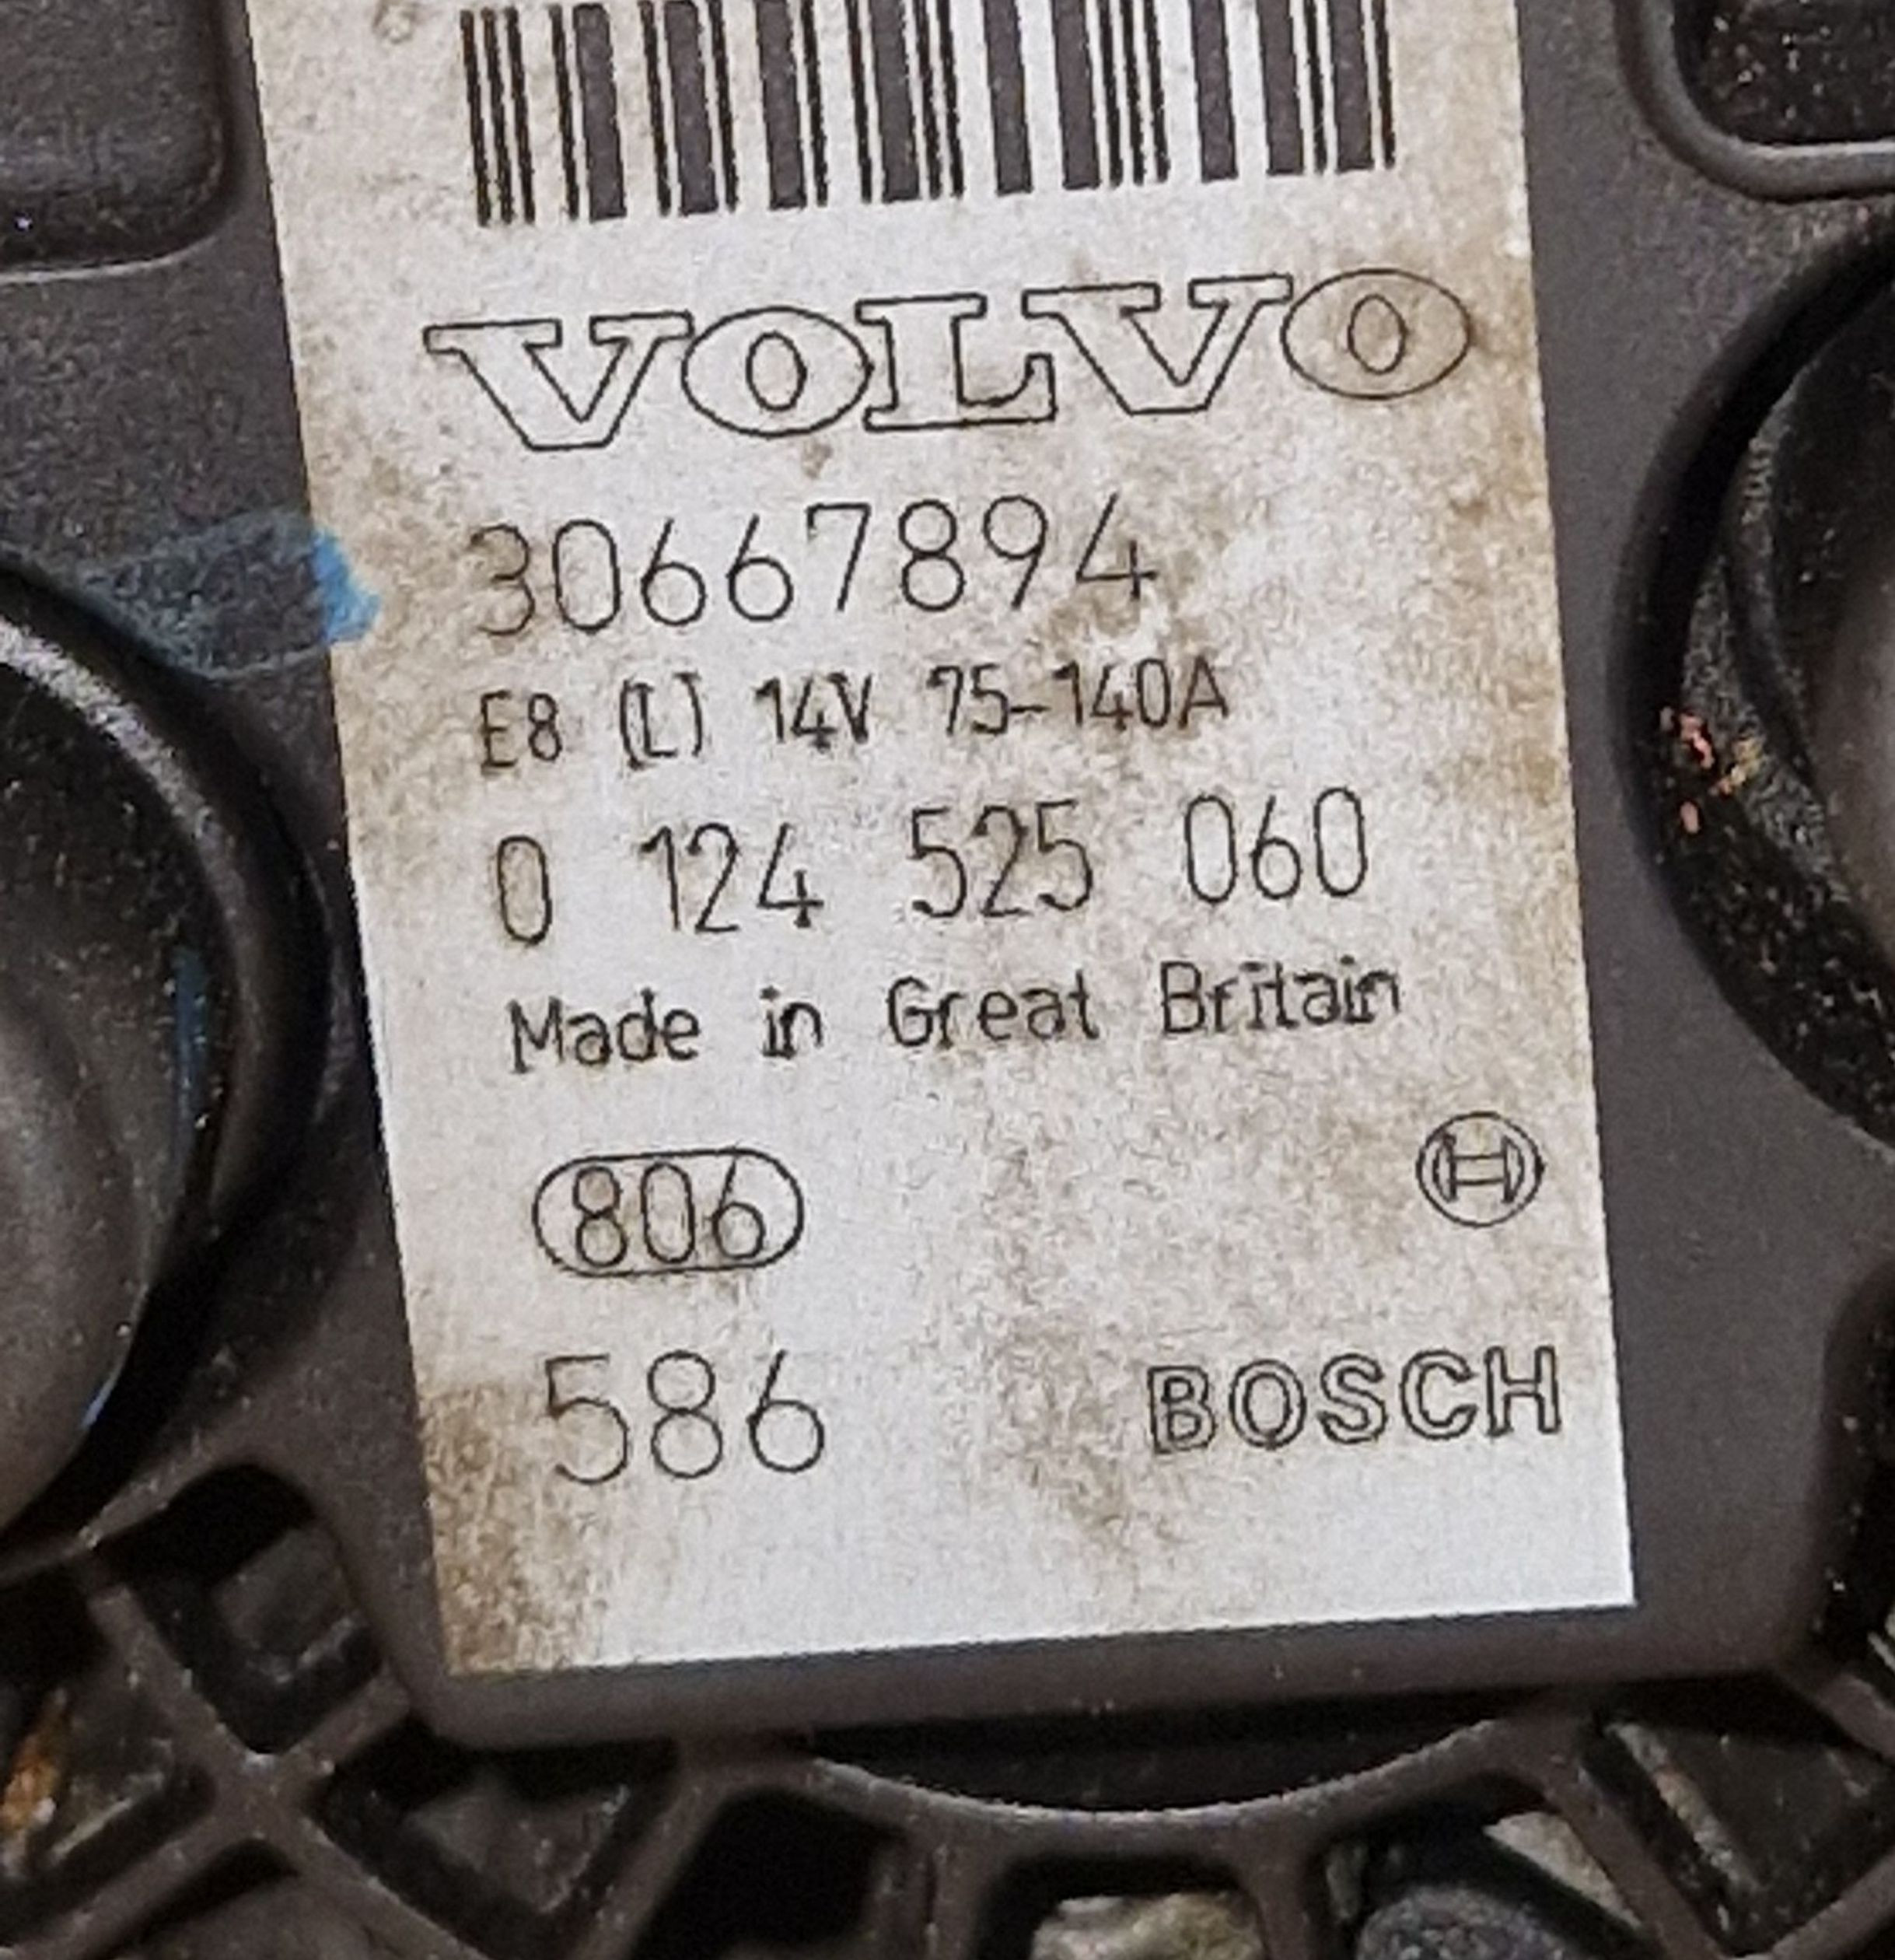 VOLVO
30667894
E8 (L) 14V 75-140A
0 124 525 060
Made in Great Britain
806
586 BOSCH